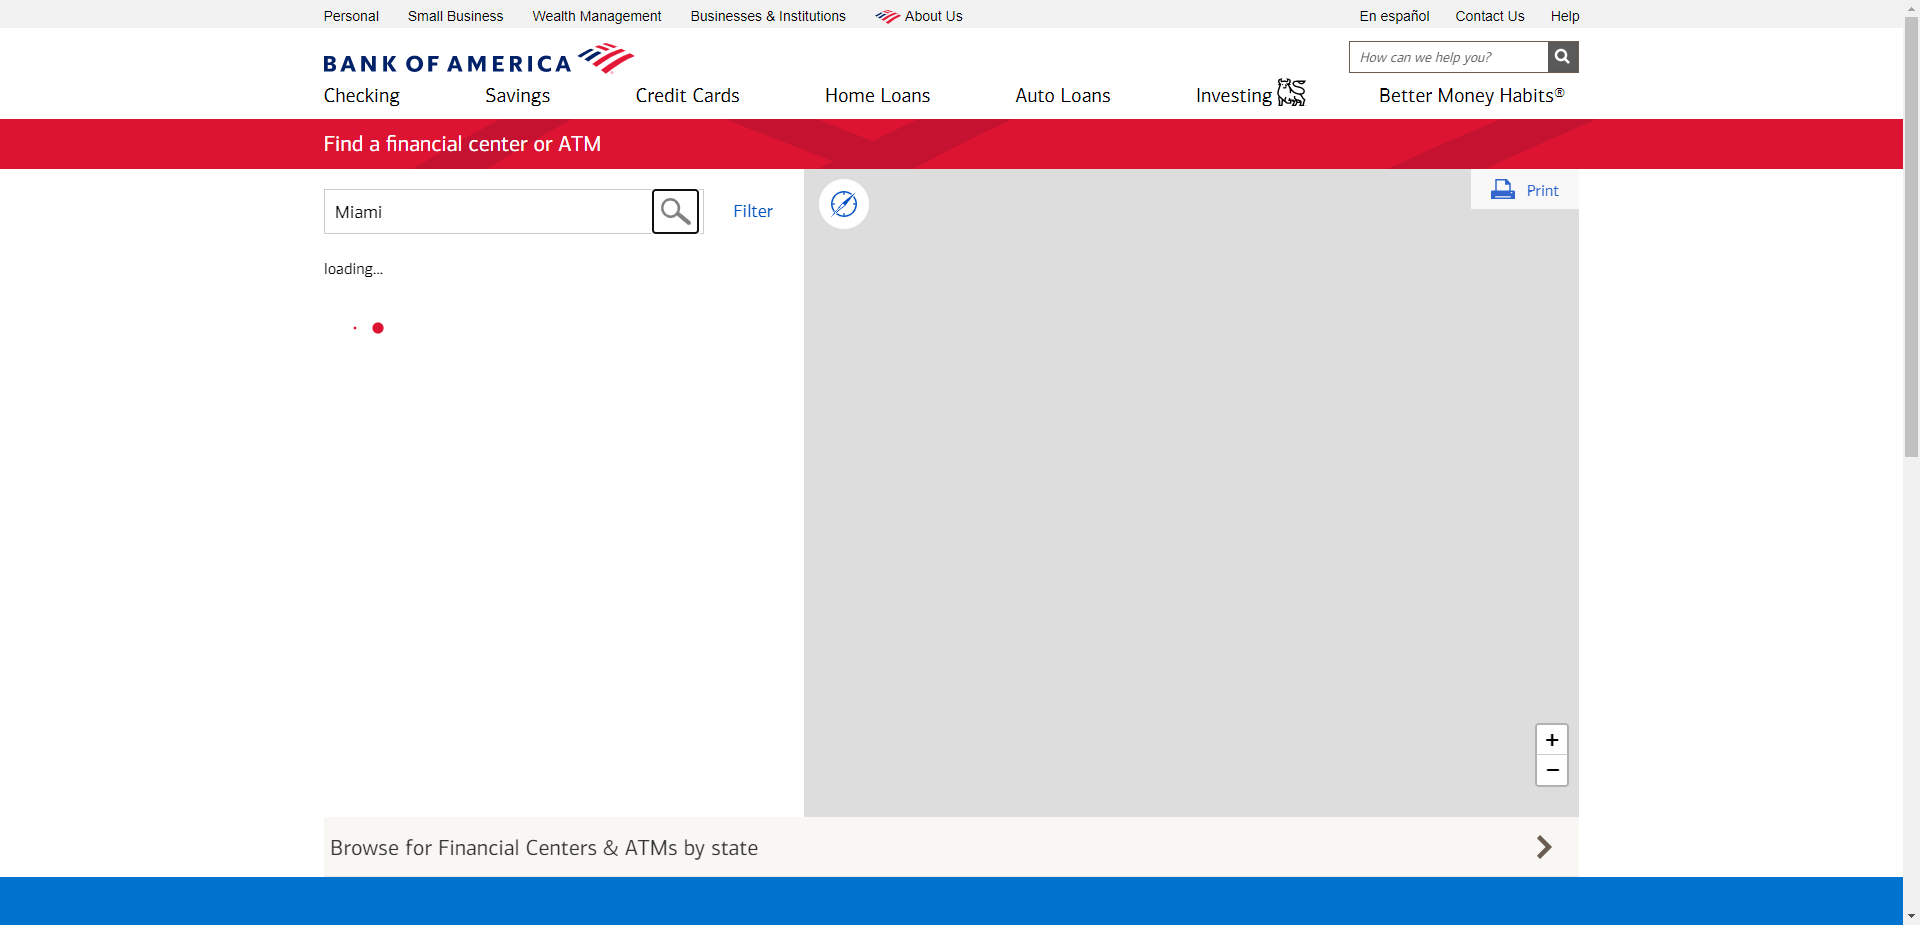 Personal Small Business Wealth Management Businesses & Institutions About Us En español Contact Us Help
BANK OF AMERICA
How can we help you?
Checking Savings Credit Cards Home Loans Auto Loans Investing Better Money Habits®
Find a financial center or ATM
Print
Miami Filter
loading...
+
−
Browse for Financial Centers & ATMs by state